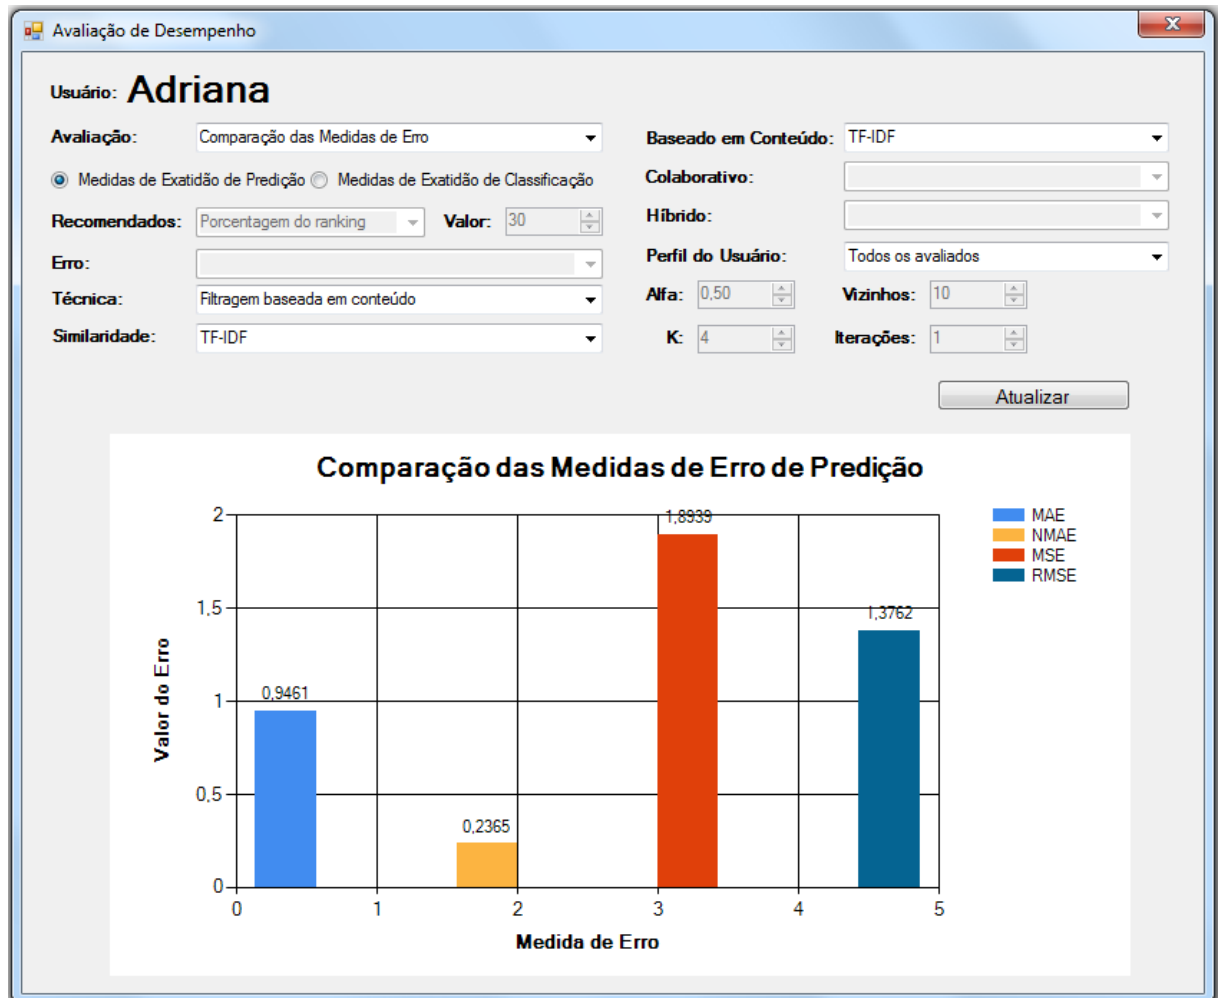 Avaliação de Desempenho
Usuário: Adriana
Avaliação: Comparação das Medidas de Erro
Medidas de Exatidão de Predição Medidas de Exatidão de Classificação
Recomendados: Porcentagem do ranking Valor: 30
Erro:
Técnica: Filtragem baseada em conteúdo
Similaridade: TF-IDF
Baseado em Conteúdo: TF-IDF
Colaborativo:
Híbrido:
Perfil do Usuário: Todos os avaliados
Alfa: 0,50 Vizinhos: 10
K: 4 Iterações: 1
Atualizar
Comparação das Medidas de Erro de Predição
Valor do Erro
2
1,5
1
0,5
0
0,9461
0,2365
1,8939
1,3762
0 1 2 3 4 5
Medida de Erro
MAE
NMAE
MSE
RMSE